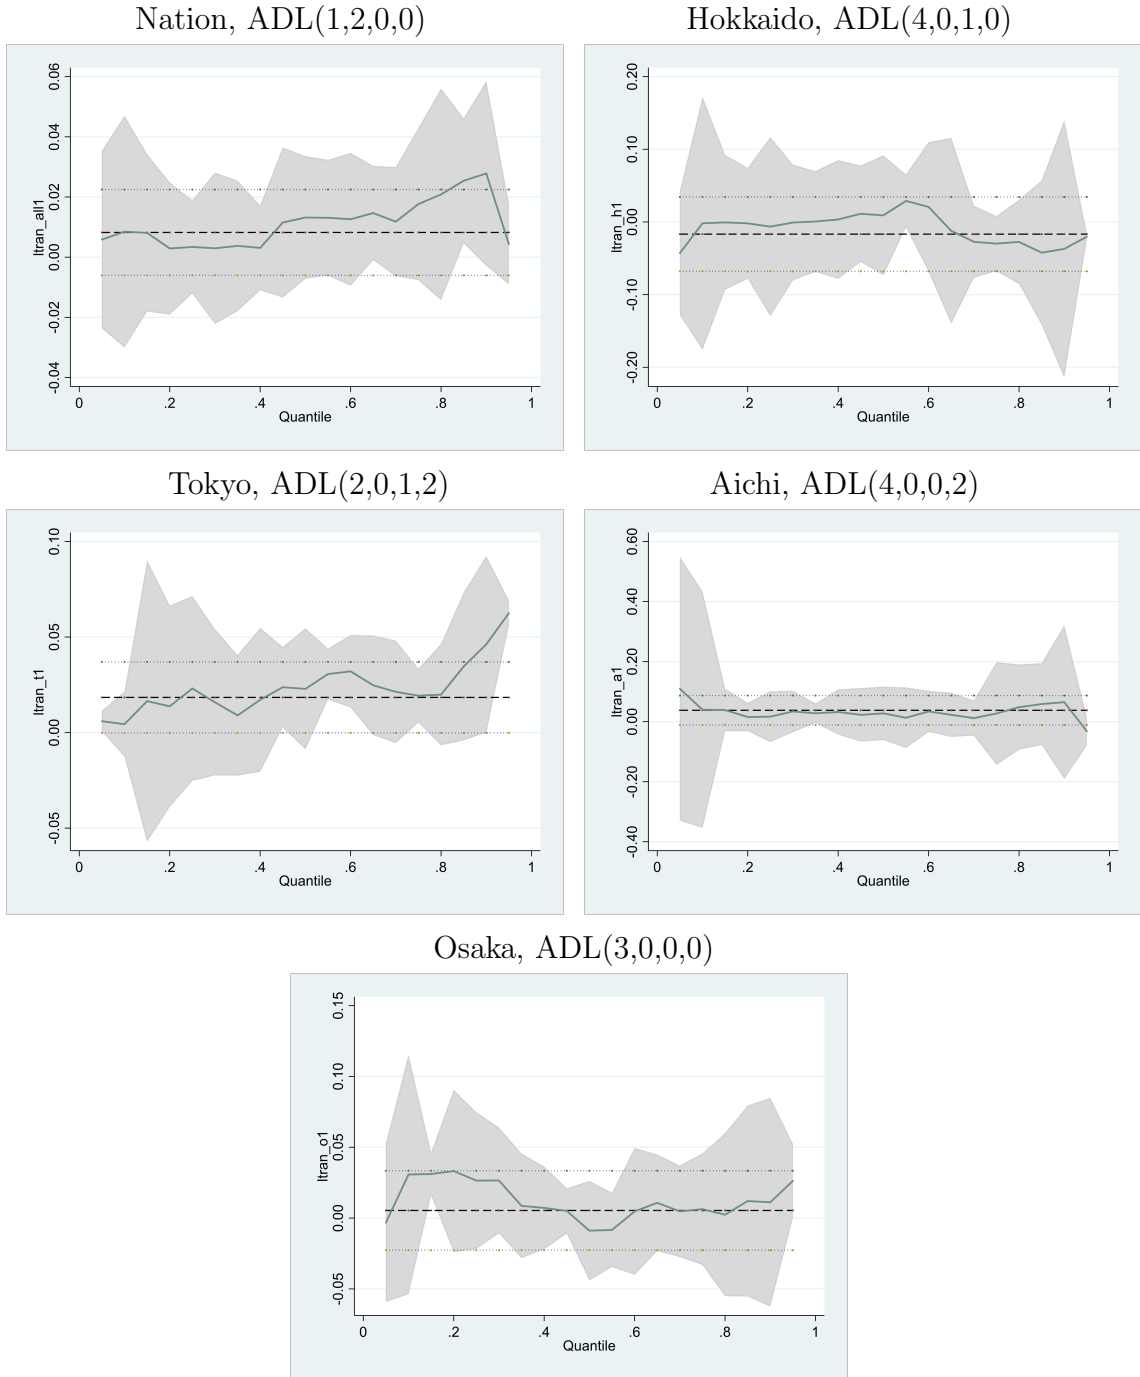 Nation, ADL(1,2,0,0)
ltran_all1
0.06
0.04
0.02
0.00
-0.02
-0.04
0 .2 .4 .6 .8 1
Quantile
Hokkaido, ADL(4,0,1,0)
ltran_h1
0.20
0.10
0.00
-0.10
-0.20
0 .2 .4 .6 .8 1
Quantile
Tokyo, ADL(2,0,1,2)
ltran_t1
0.10
0.05
0.00
-0.05
0 .2 .4 .6 .8 1
Quantile
Aichi, ADL(4,0,0,2)
ltran_a1
0.60
0.40
0.20
0.00
-0.20
-0.40
0 .2 .4 .6 .8 1
Quantile
Osaka, ADL(3,0,0,0)
ltran_o1
0.15
0.10
0.05
0.00
-0.05
0 .2 .4 .6 .8 1
Quantile